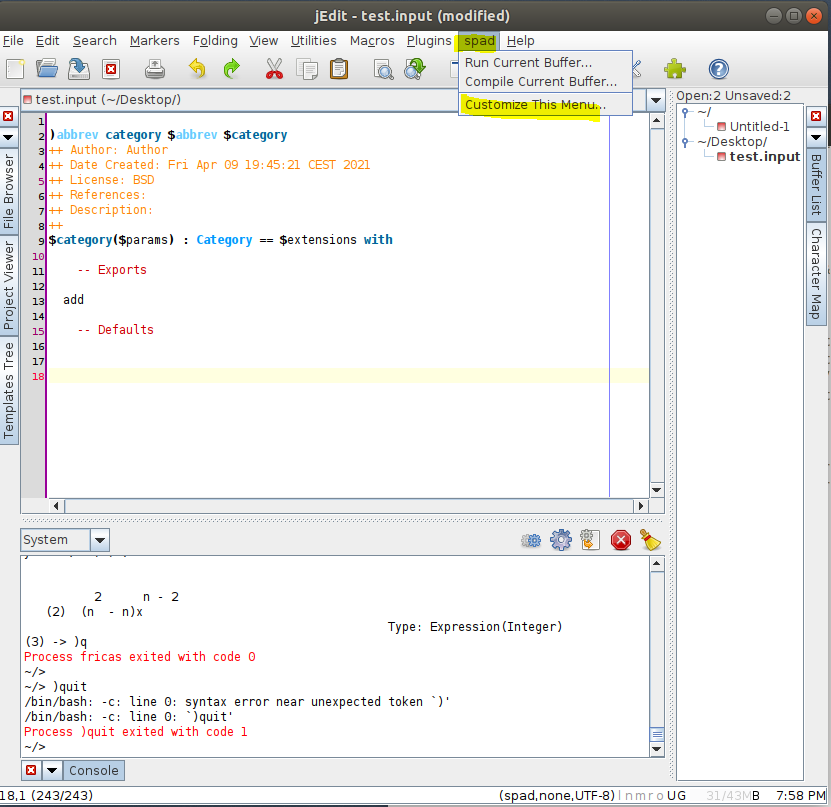 jEdit - test.input (modified)
File Edit Search Markers Folding View Utilities Macros Plugins spad Help
Run Current Buffer...
Compile Current Buffer...
Customize This Menu...
test.input (~/Desktop/)
Open:2 Unsaved:2
~/
Untitled-1
~/Desktop/
test.input
File Browser
Project Viewer
Templates Tree
Buffer List
Character Map
1
2 )abbrev category $abbrev $category
3 ++ Author: Author
4 ++ Date Created: Fri Apr 09 19:45:21 CEST 2021
5 ++ License: BSD
6 ++ References:
7 ++ Description:
8 ++
9 $category($params) : Category == $extensions with
10
11 -- Exports
12
13 add
14
15 -- Defaults
16
17
18
System
2 n - 2
(2) (n - n)x
Type: Expression(Integer)
(3) -> )q
Process fricas exited with code 0
~/>
~/> )quit
/bin/bash: -c: line 0: syntax error near unexpected token `)'
/bin/bash: -c: line 0: `)quit'
Process )quit exited with code 1
~/>
Console
18,1 (243/243) (spad,none,UTF-8) l n m r o UG 31/43MB 7:58 PM